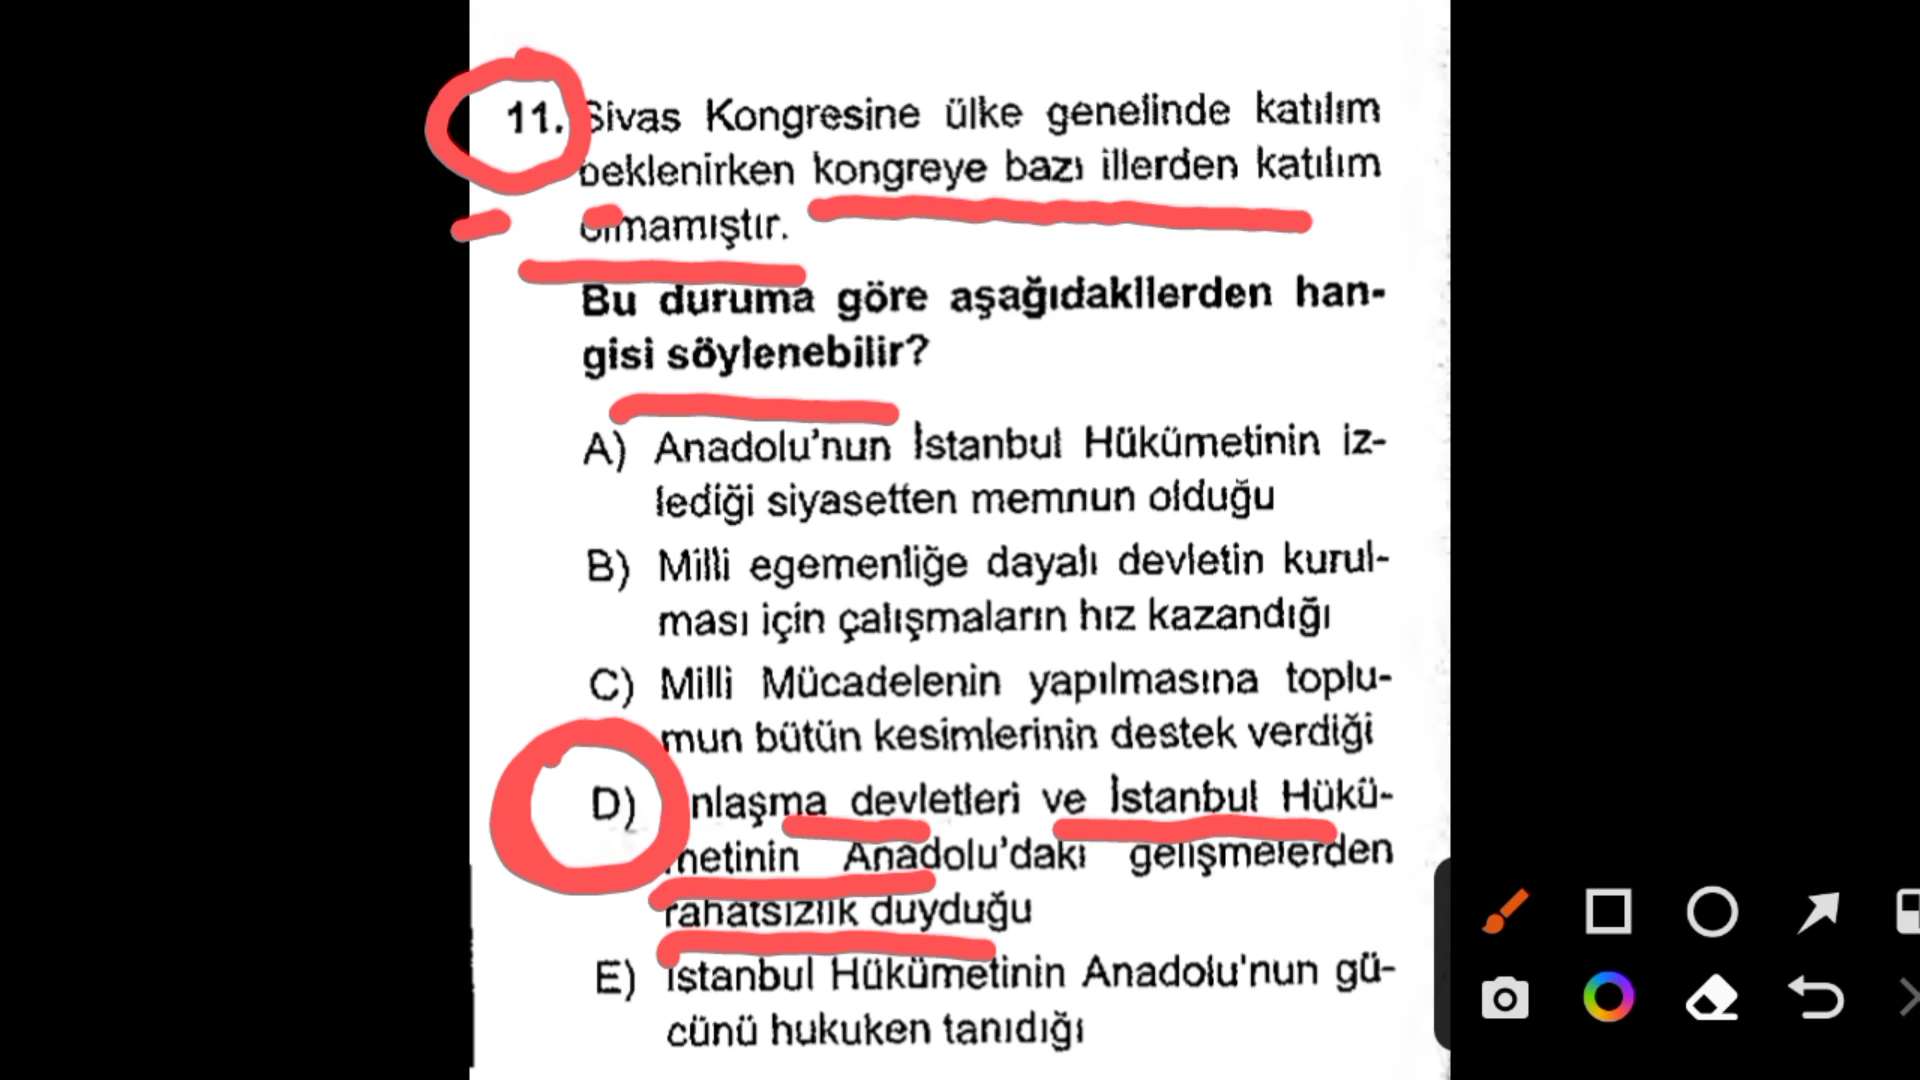 11. Sivas Kongresine ülke genelinde katılım
beklenirken kongreye bazı illerden katılım
olmamıştır.
Bu duruma göre aşağıdakilerden han-
gisi söylenebilir?
A) Anadolu'nun İstanbul Hükümetinin iz-
lediği siyasetten memnun olduğu
B) Milli egemenliğe dayalı devletin kurul-
ması için çalışmaların hız kazandığı
C) Milli Mücadelenin yapılmasına toplu-
mun bütün kesimlerinin destek verdiği
D) nlaşma devletleri ve İstanbul Hükü-
metinin Anadolu'daki gelişmelerden
rahatsızlık duyduğu
E) İstanbul Hükümetinin Anadolu'nun gü-
cünü hukuken tanıdığı